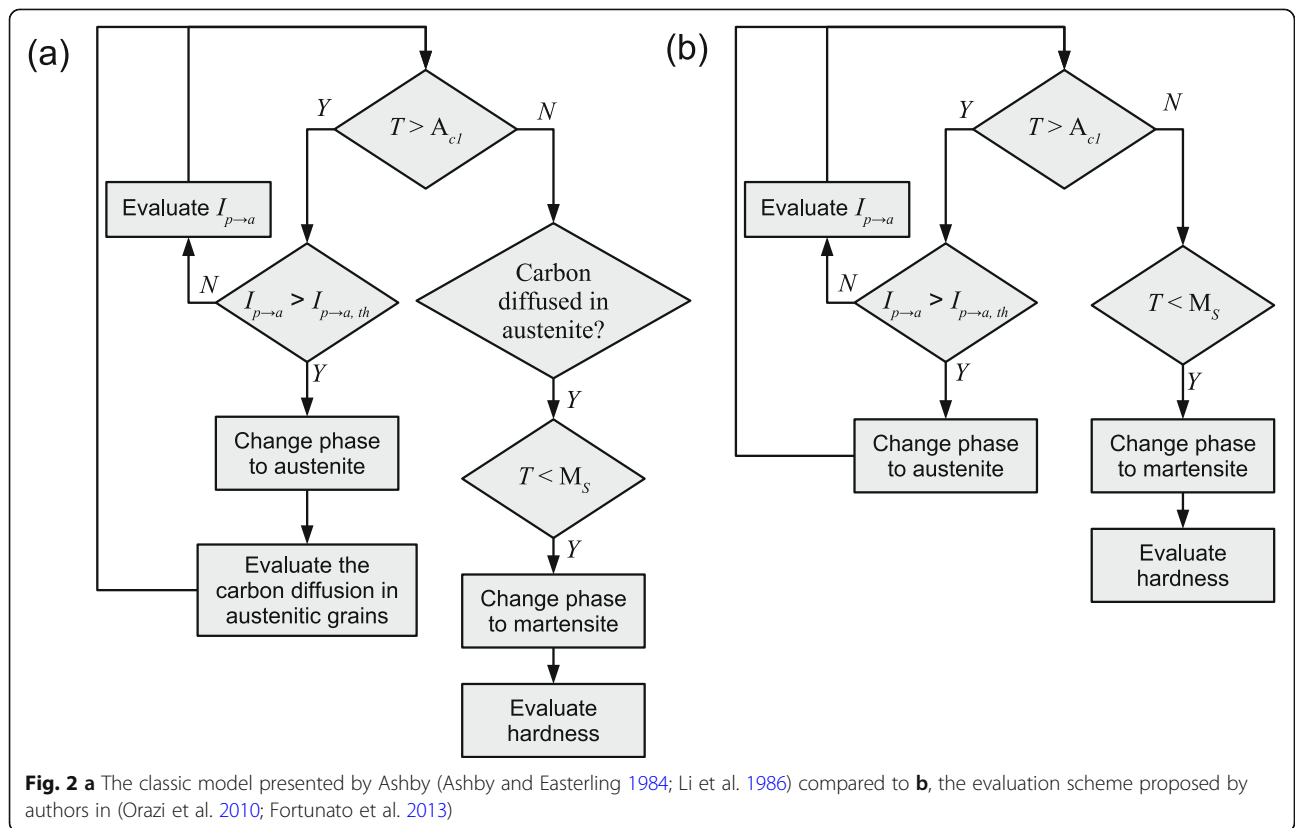 (a)
T > Ac1
Y
N
Evaluate Ip→a
N
Ip→a > Ip→a, th
Y
Change phase
to austenite
Evaluate the
carbon diffusion in
austenitic grains
Carbon
diffused in
austenite?
Y
T < MS
Y
Change phase
to martensite
Evaluate
hardness
(b)
T > Ac1
Y
N
Evaluate Ip→a
N
Ip→a > Ip→a, th
Y
Change phase
to austenite
T < MS
Y
Change phase
to martensite
Evaluate
hardness
Fig. 2 a The classic model presented by Ashby (Ashby and Easterling 1984; Li et al. 1986) compared to b, the evaluation scheme proposed by
authors in (Orazi et al. 2010; Fortunato et al. 2013)